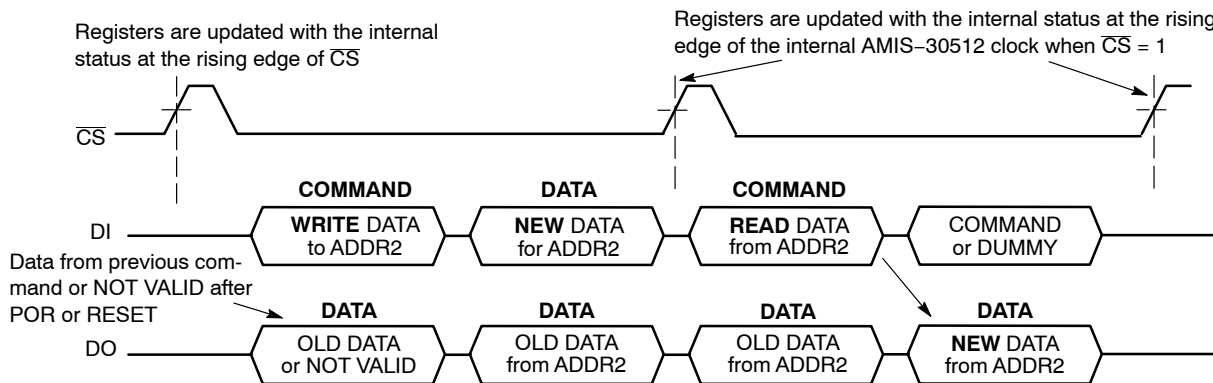 Registers are updated with the internal
status at the rising edge of CS
Registers are updated with the internal status at the rising
edge of the internal AMIS−30512 clock when CS = 1
CS
COMMAND
DATA
COMMAND
DI
WRITE DATA
to ADDR2
NEW DATA
for ADDR2
READ DATA
from ADDR2
COMMAND
or DUMMY
Data from previous com-
mand or NOT VALID after
POR or RESET
DATA
DATA
DATA
DATA
DO
OLD DATA
or NOT VALID
OLD DATA
from ADDR2
OLD DATA
from ADDR2
NEW DATA
from ADDR2